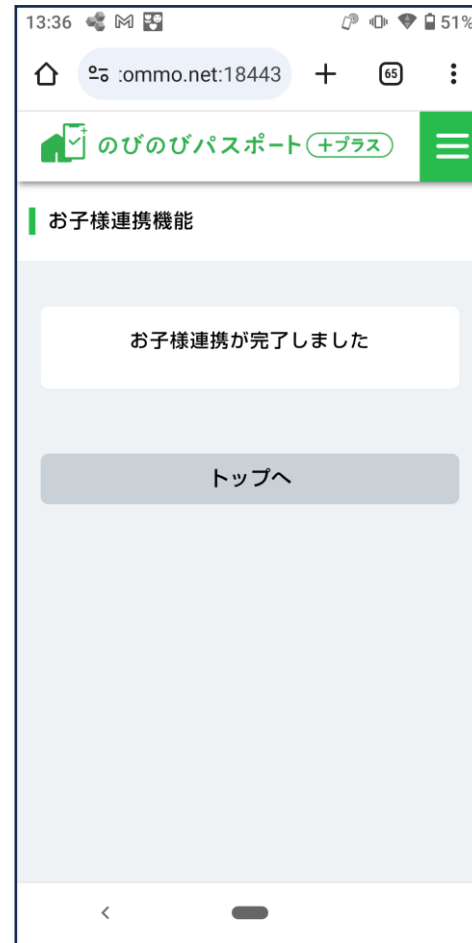 13:36 51%
:ommo.net:18443 65
のびのびパスポート +プラス
お子様連携機能
お子様連携が完了しました
トップへ